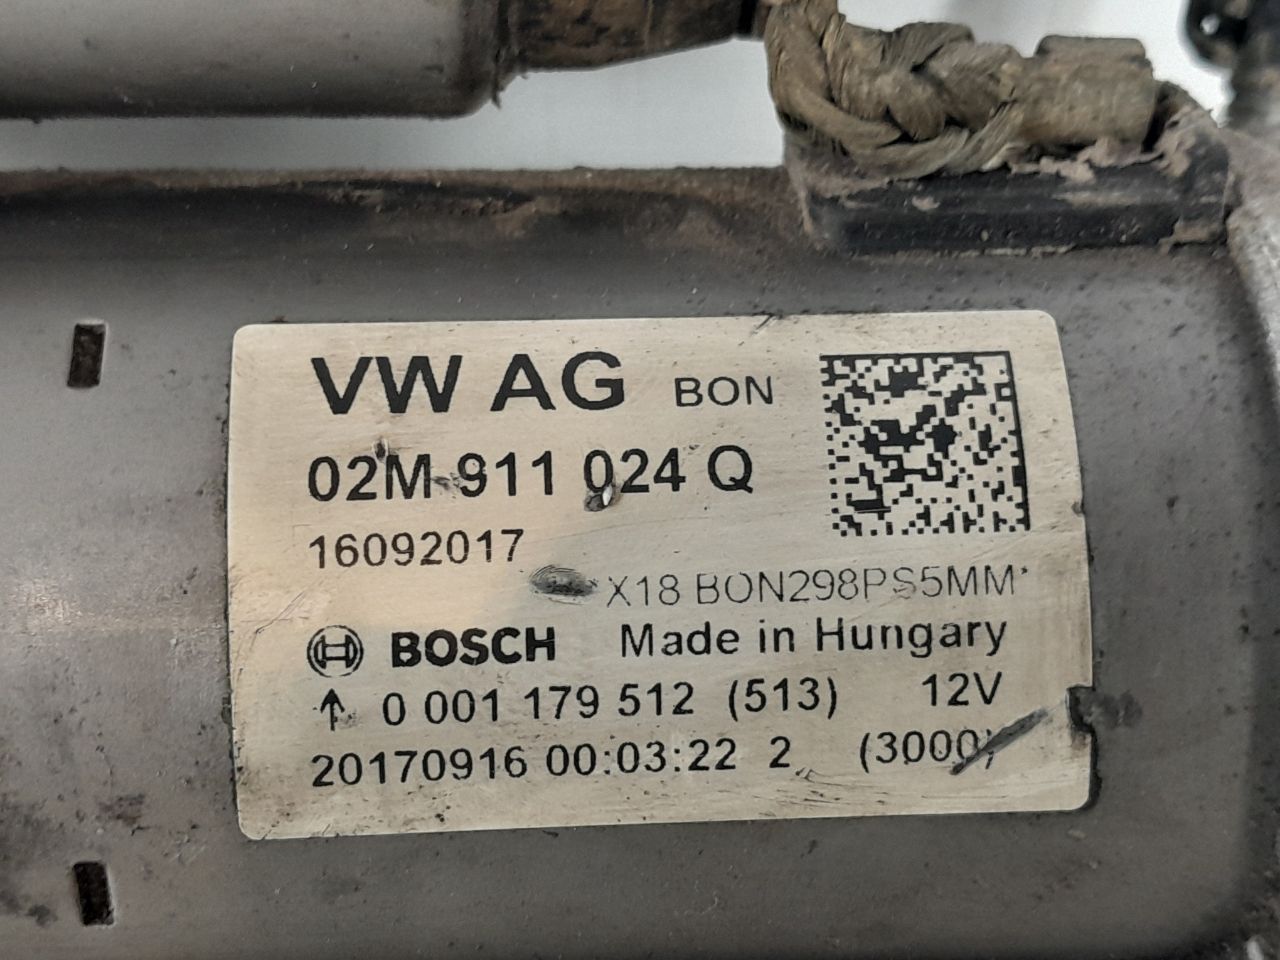 VW AG BON
02M 911 024 Q
16092017
X18 BON298PS5MM*
BOSCH Made in Hungary
↑ 0 001 179 512 (513) 12V
20170916 00:03:22 2 (3000)